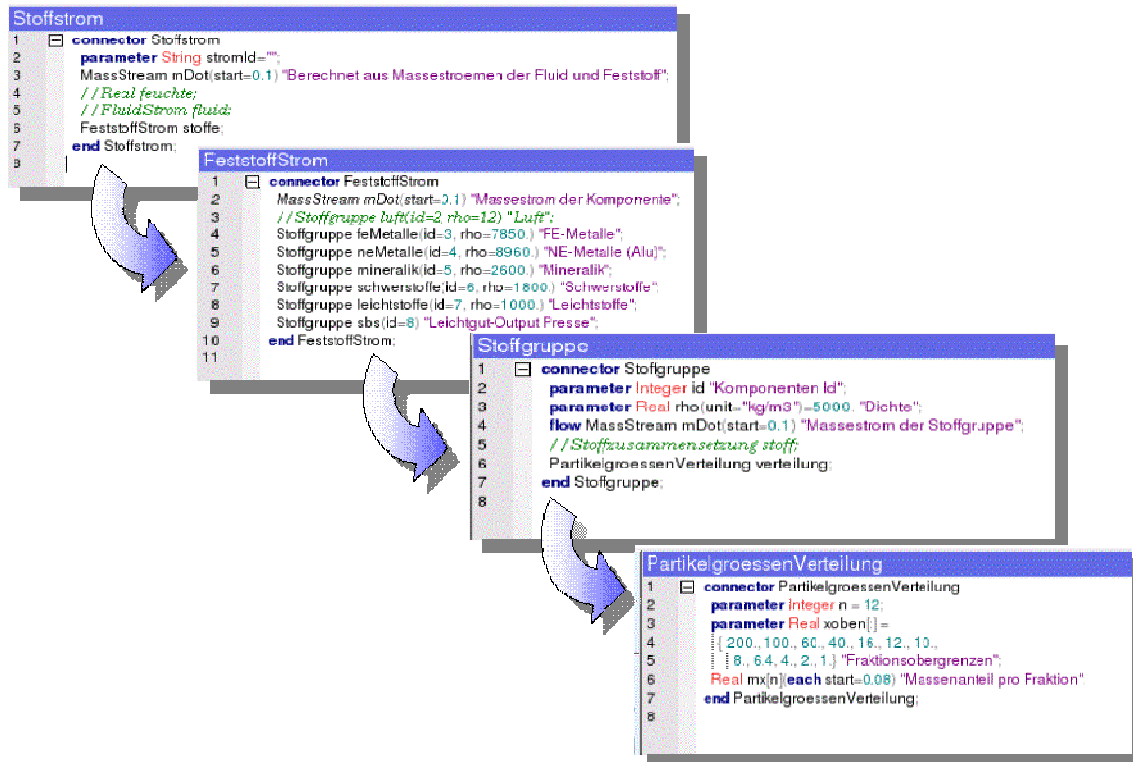 Stoffstrom
1 connector Stoffstrom
2 parameter String stromId="";
3 MassStream mDot(start=0.1) "Berechnet aus Massestroemen der Fluid und Feststoff";
4 //Real feuchte;
5 //FluidStrom fluid;
6 FeststoffStrom stoffe;
7 end Stoffstrom;
8
FeststoffStrom
1 connector FeststoffStrom
2 MassStream mDot(start=0.1) "Massestrom der Komponente";
3 //Stoffgruppe luft(id=2, rho=1.2) "Luft";
4 Stoffgruppe feMetalle(id=3, rho=7850.) "FE-Metalle";
5 Stoffgruppe neMetalle(id=4, rho=8960.) "NE-Metalle (Alu)";
6 Stoffgruppe mineralik(id=5, rho=2600.) "Mineralik";
7 Stoffgruppe schwerstoffe(id=6, rho=1800.) "Schwerstoffe";
8 Stoffgruppe leichtstoffe(id=7, rho=1000.) "Leichtstoffe";
9 Stoffgruppe sbs(id=8) "Leichtgut-Output Presse";
10 end FeststoffStrom;
11
Stoffgruppe
1 connector Stoffgruppe
2 parameter Integer id "Komponenten Id";
3 parameter Real rho(unit="kg/m3")=5000. "Dichte";
4 flow MassStream mDot(start=0.1) "Massestrom der Stoffgruppe";
5 //Stoffzusammensetzung stoff;
6 PartikelgroessenVerteilung verteilung;
7 end Stoffgruppe;
8
PartikelgroessenVerteilung
1 connector PartikelgroessenVerteilung
2 parameter Integer n = 12;
3 parameter Real xoben[:] =
4 { 200., 100., 60., 40., 16., 12., 10.,
5 8., 6.4, 4., 2., 1.} "Fraktionsobergrenzen";
6 Real mx[n](each start=0.08) "Massenanteil pro Fraktion"
7 end PartikelgroessenVerteilung;
8